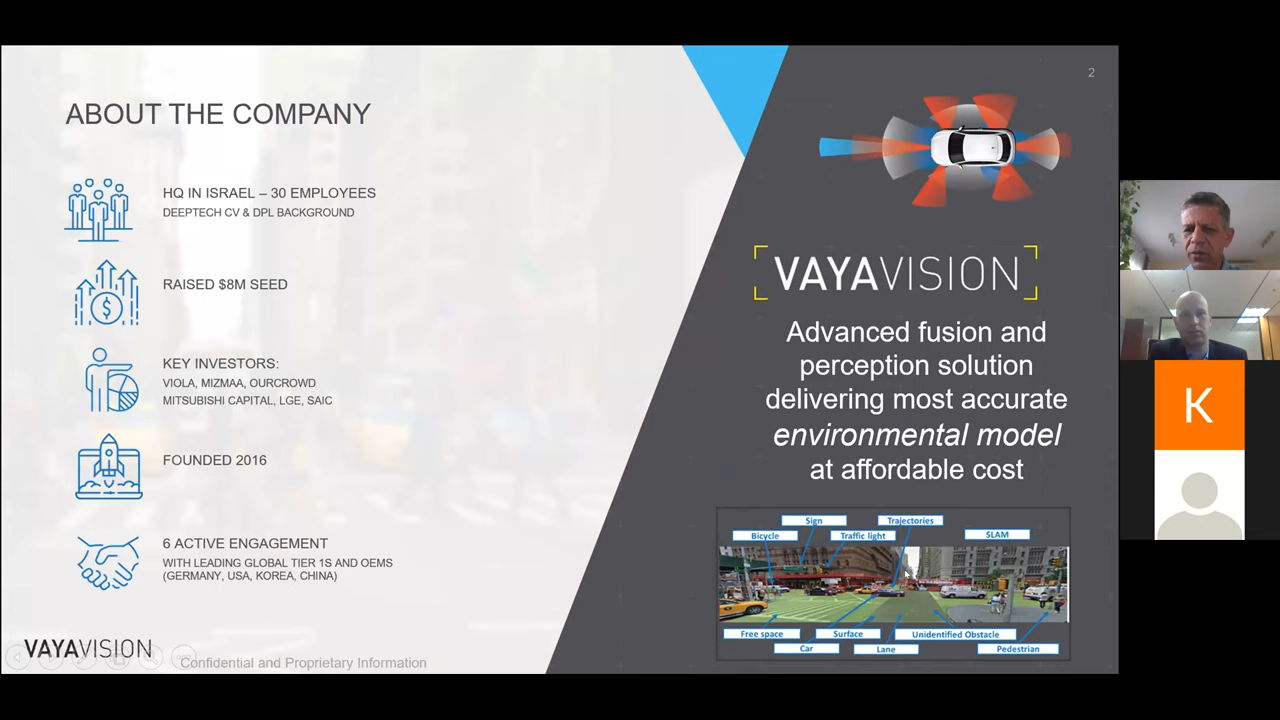 2
ABOUT THE COMPANY
HQ IN ISRAEL – 30 EMPLOYEES
DEEPTECH CV & DPL BACKGROUND
RAISED $8M SEED
KEY INVESTORS:
VIOLA, MIZMAA, OURCROWD
MITSUBISHI CAPITAL, LGE, SAIC
FOUNDED 2016
6 ACTIVE ENGAGEMENT
WITH LEADING GLOBAL TIER 1S AND OEMS
(GERMANY, USA, KOREA, CHINA)
VAYAVISION
Confidential and Proprietary Information
VAYAVISION
Advanced fusion and
perception solution
delivering most accurate
environmental model
at affordable cost
Sign
Trajectories
Bicycle
Traffic light
SLAM
Free space
Surface
Unidentified Obstacle
Car
Lane
Pedestrian
K